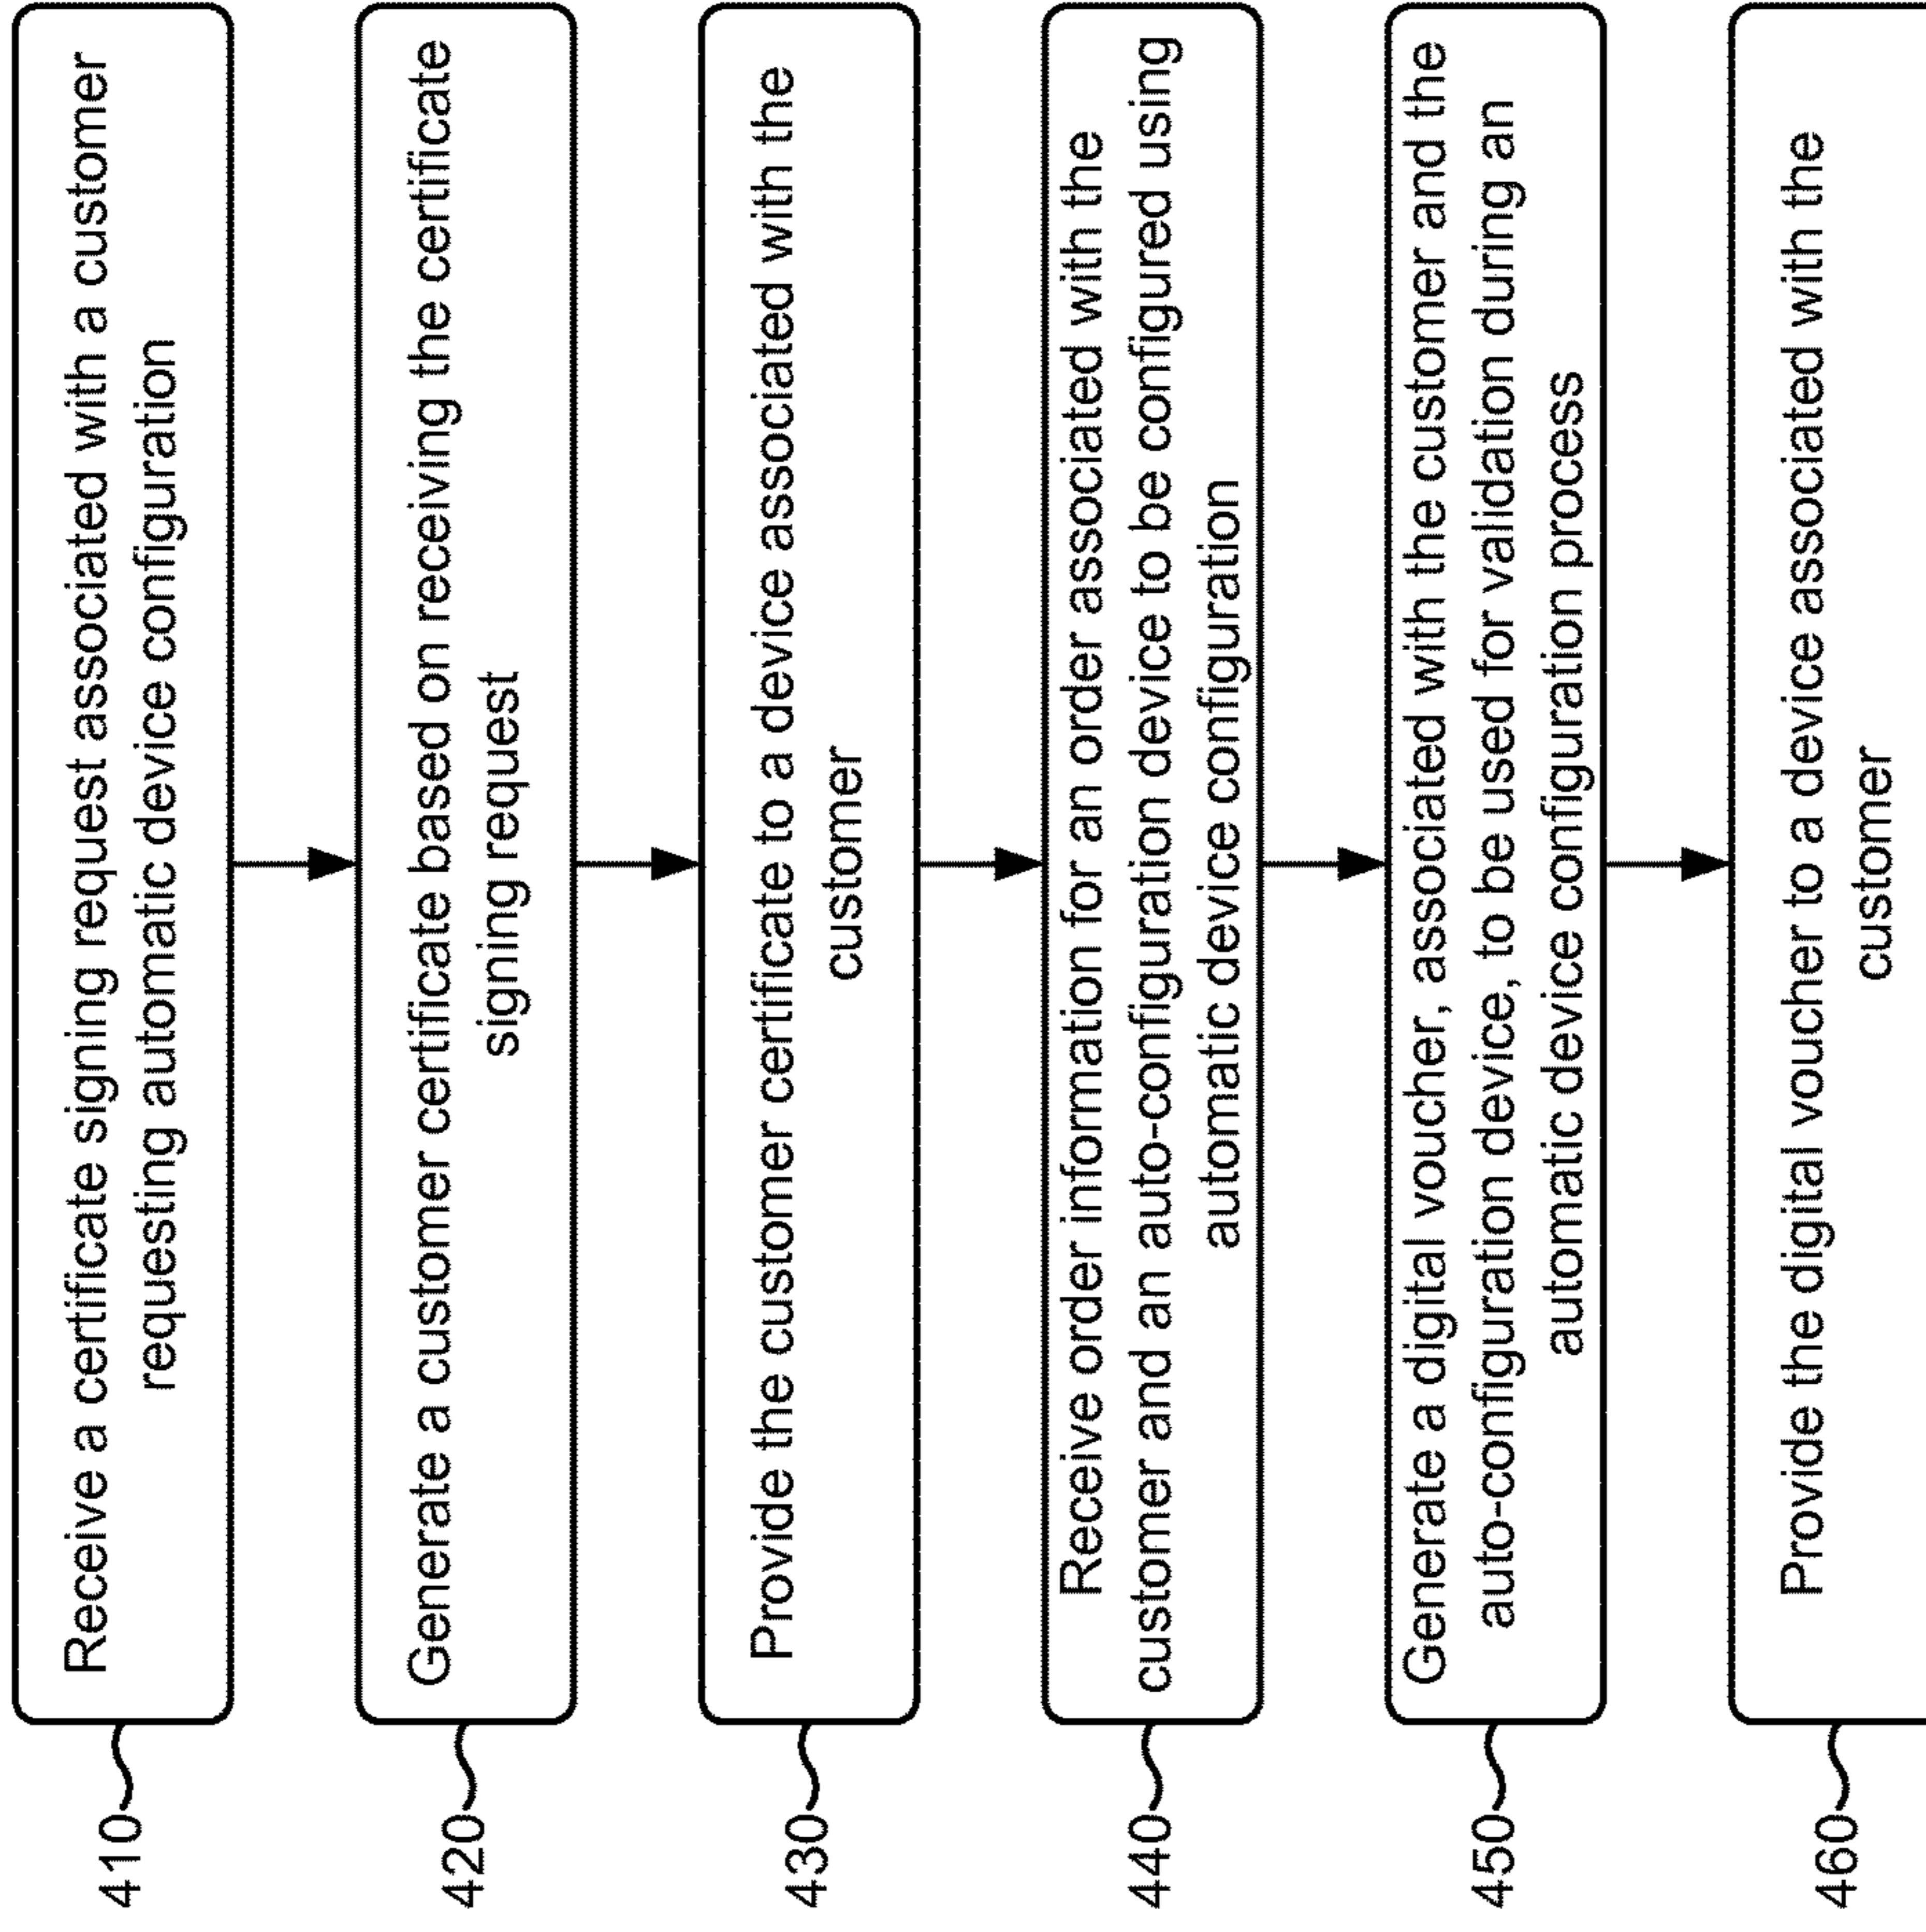 410
Receive a certificate signing request associated with a customer
requesting automatic device configuration
420
Generate a customer certificate based on receiving the certificate
signing request
430
Provide the customer certificate to a device associated with the
customer
440
Receive order information for an order associated with the
customer and an auto-configuration device to be configured using
automatic device configuration
450
Generate a digital voucher, associated with the customer and the
auto-configuration device, to be used for validation during an
automatic device configuration process
460
Provide the digital voucher to a device associated with the
customer